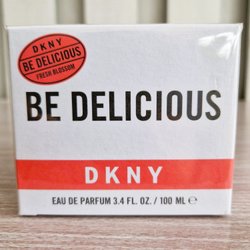 DKNY
BE DELICIOUS
FRESH BLOSSOM
BE DELICIOUS
DKNY
EAU DE PARFUM 3.4 FL. OZ. / 100 ML ℮